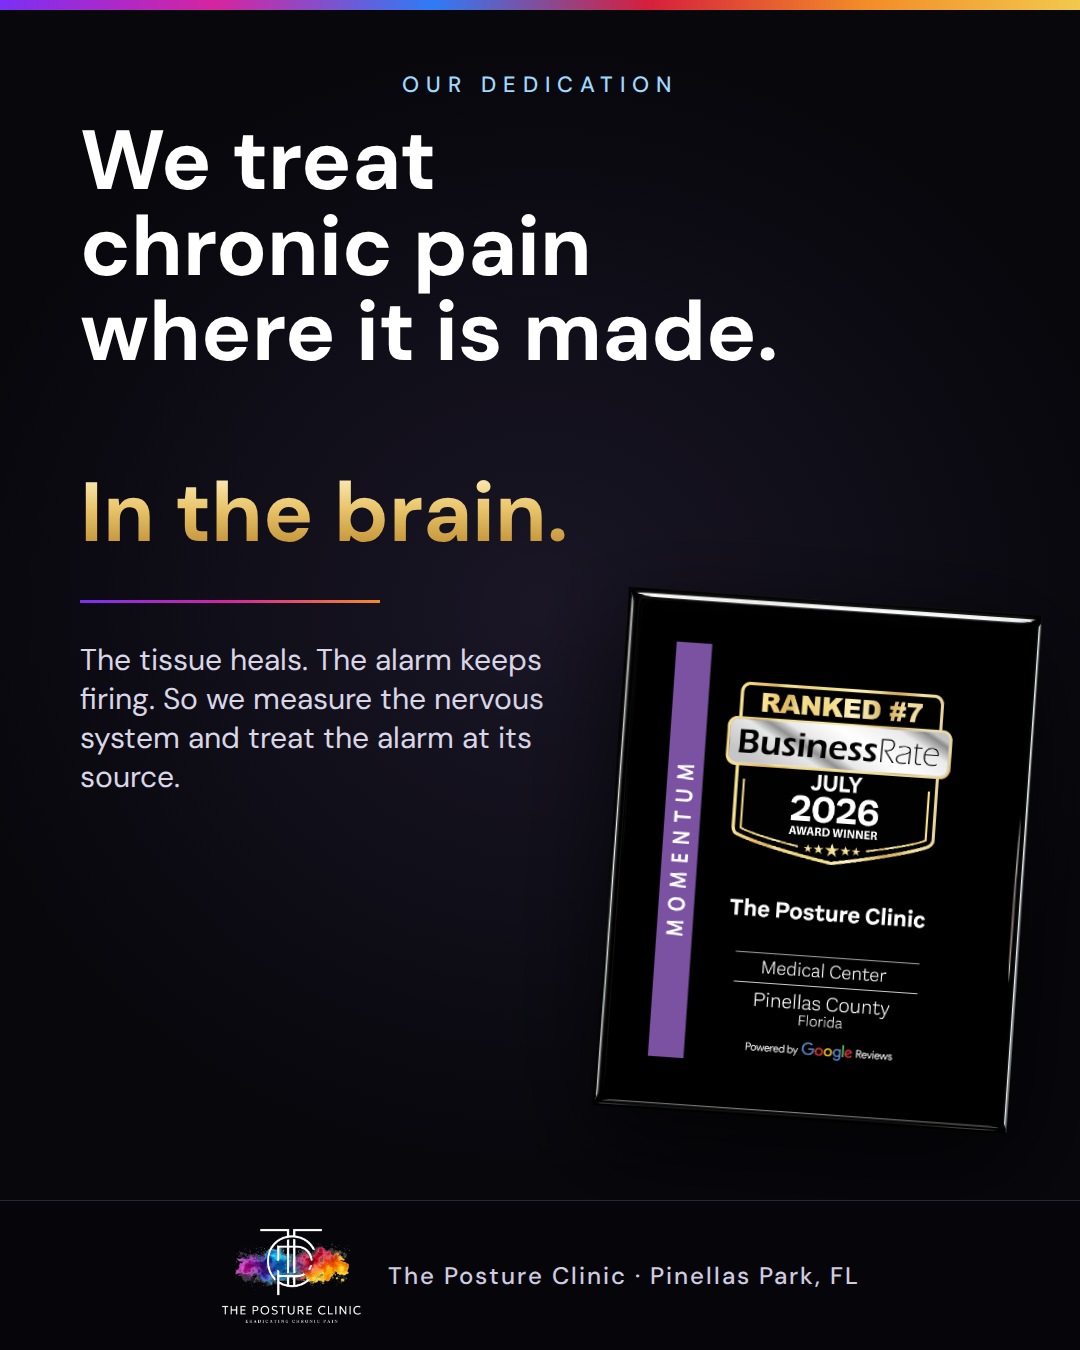 OUR DEDICATION
We treat
chronic pain
where it is made.
In the brain.
The tissue heals. The alarm keeps
firing. So we measure the nervous
system and treat the alarm at its
source.
MOMENTUM
RANKED #7
BusinessRate
JULY
2026
AWARD WINNER
The Posture Clinic
Medical Center
Pinellas County
Florida
Powered by Google Reviews
THE POSTURE CLINIC
ERADICATING CHRONIC PAIN
The Posture Clinic · Pinellas Park, FL